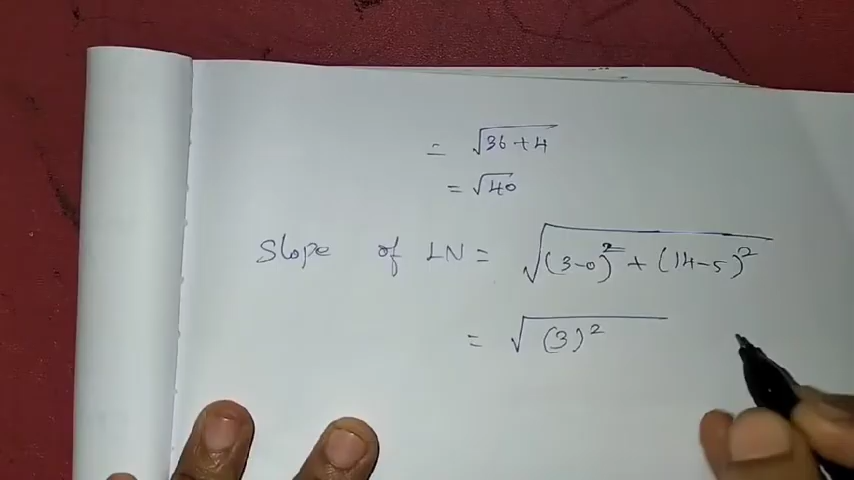 = √36+4
= √40
Slope of LN = √(3-0)² + (14-5)²
= √(3)²